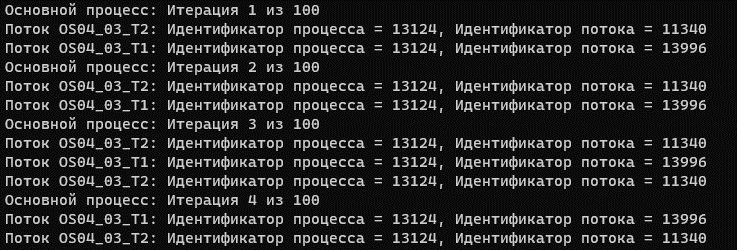 Основной процесс: Итерация 1 из 100
Поток OS04_03_T2: Идентификатор процесса = 13124, Идентификатор потока = 11340
Поток OS04_03_T1: Идентификатор процесса = 13124, Идентификатор потока = 13996
Основной процесс: Итерация 2 из 100
Поток OS04_03_T2: Идентификатор процесса = 13124, Идентификатор потока = 11340
Поток OS04_03_T1: Идентификатор процесса = 13124, Идентификатор потока = 13996
Основной процесс: Итерация 3 из 100
Поток OS04_03_T2: Идентификатор процесса = 13124, Идентификатор потока = 11340
Поток OS04_03_T1: Идентификатор процесса = 13124, Идентификатор потока = 13996
Поток OS04_03_T2: Идентификатор процесса = 13124, Идентификатор потока = 11340
Основной процесс: Итерация 4 из 100
Поток OS04_03_T1: Идентификатор процесса = 13124, Идентификатор потока = 13996
Поток OS04_03_T2: Идентификатор процесса = 13124, Идентификатор потока = 11340